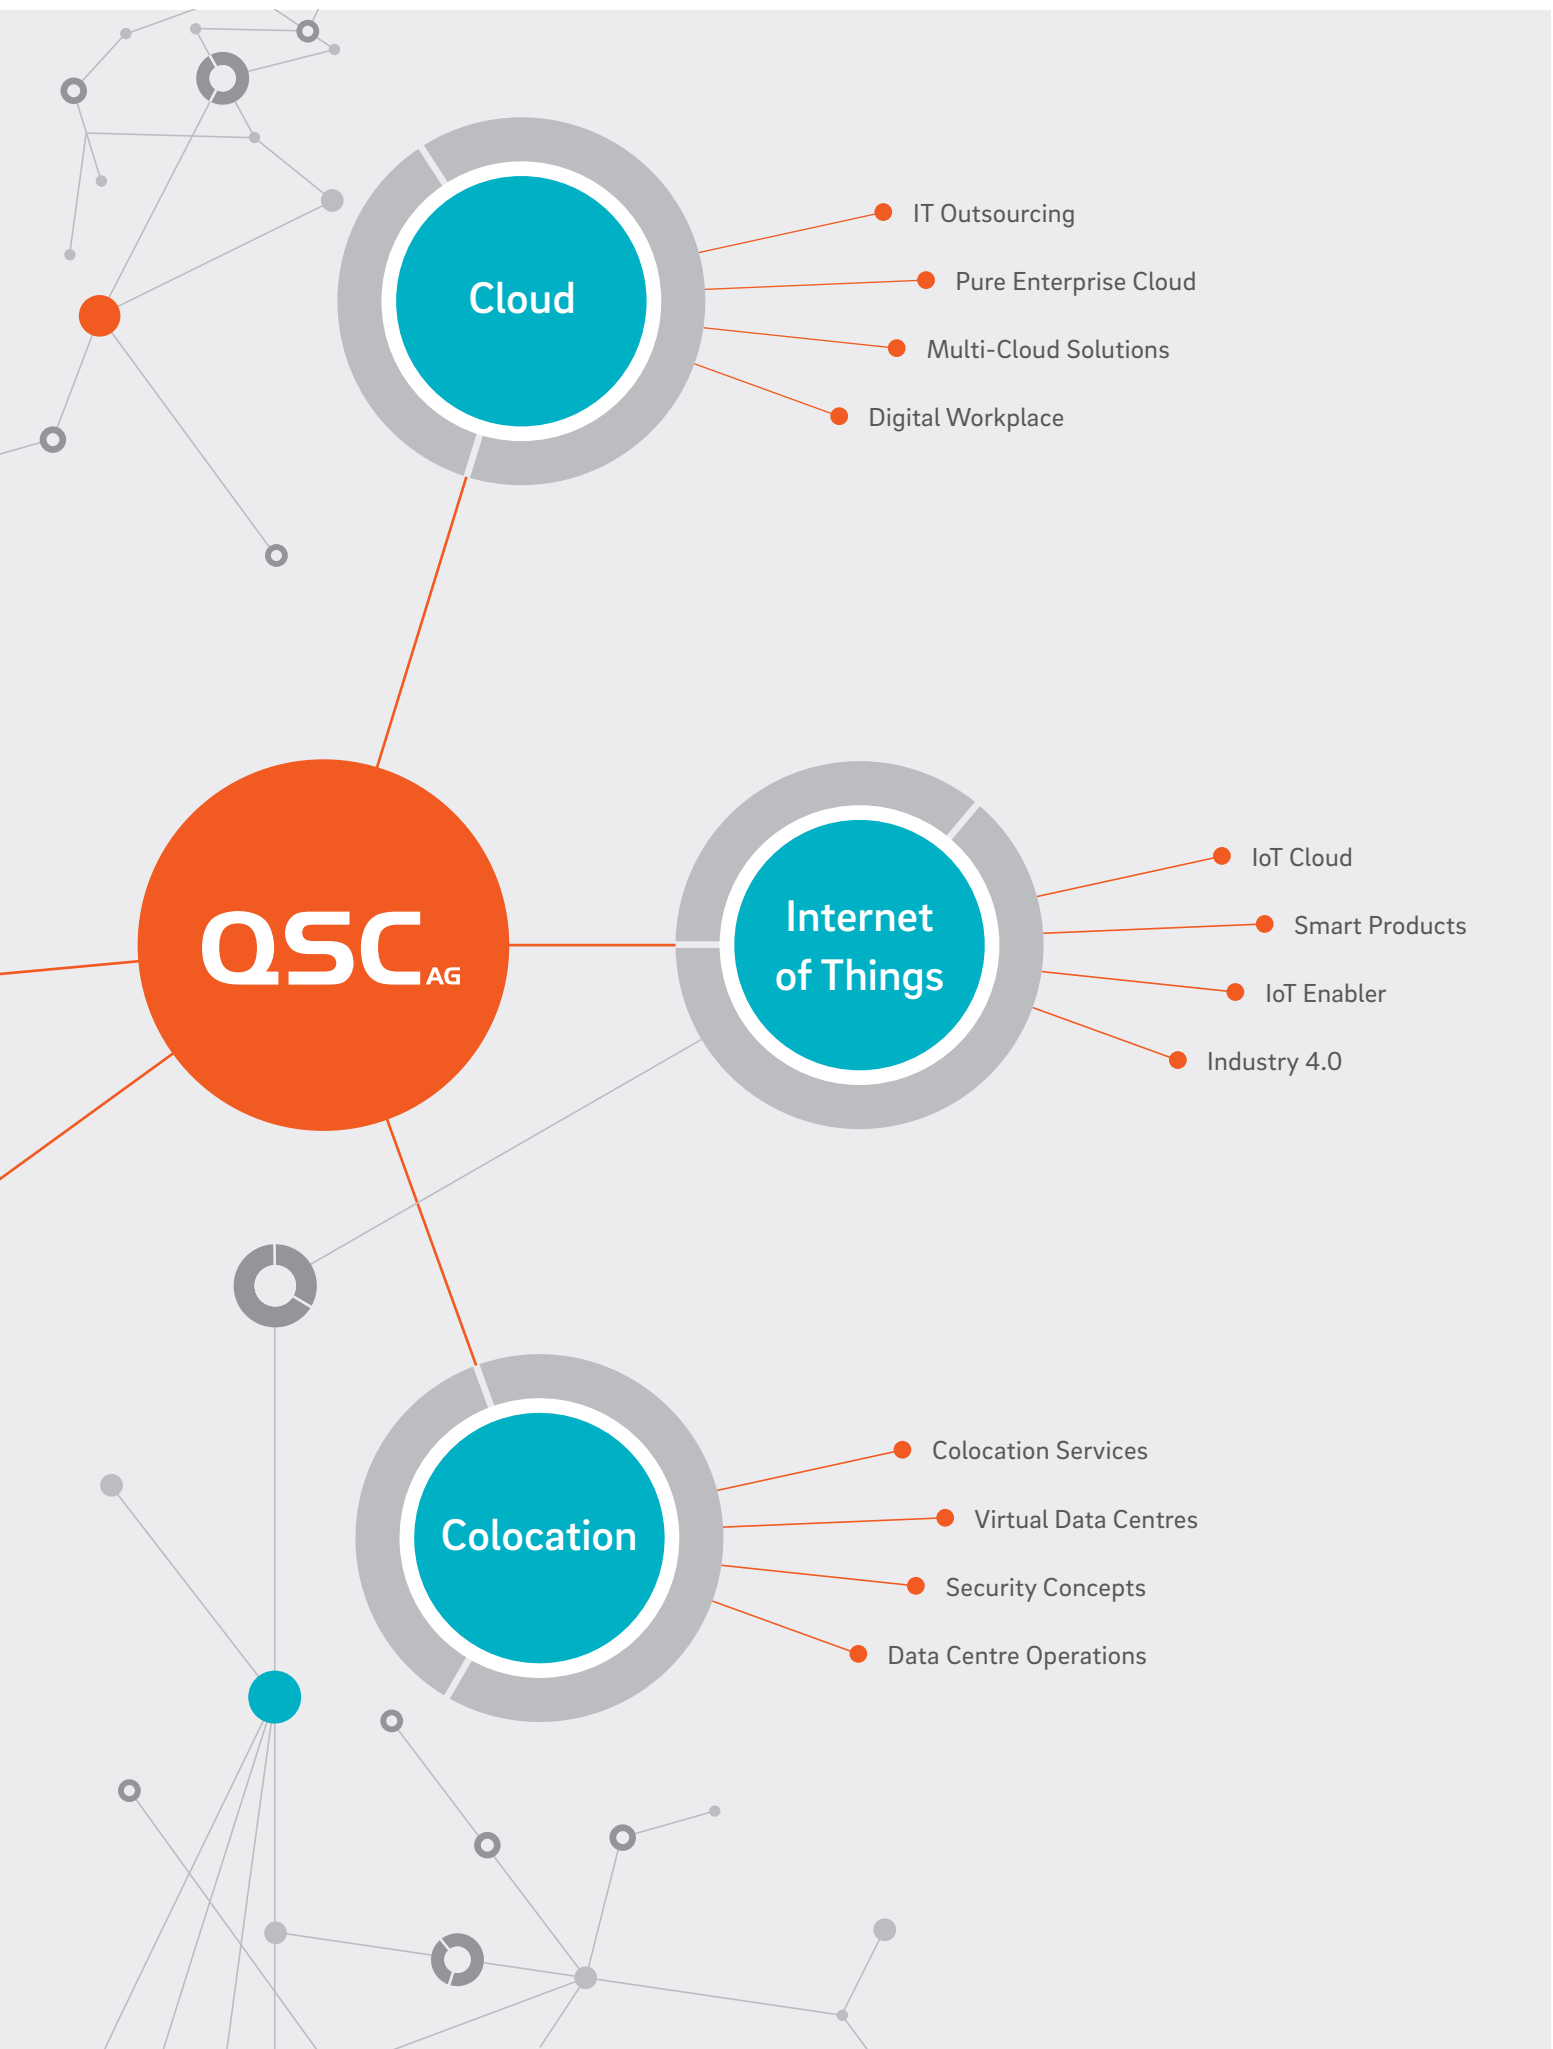 Cloud
IT Outsourcing
Pure Enterprise Cloud
Multi-Cloud Solutions
Digital Workplace
QSC AG
Internet
of Things
IoT Cloud
Smart Products
IoT Enabler
Industry 4.0
Colocation
Colocation Services
Virtual Data Centres
Security Concepts
Data Centre Operations